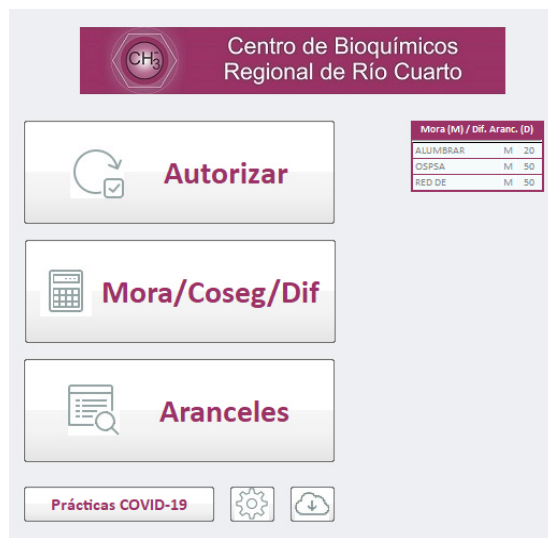 CH3
Centro de Bioquímicos
Regional de Río Cuarto
Autorizar
Mora (M) / Dif. Aranc. (D)
ALUMBRAR M 20
OSPSA M 50
RED DE M 50
Mora/Coseg/Dif
Aranceles
Prácticas COVID-19